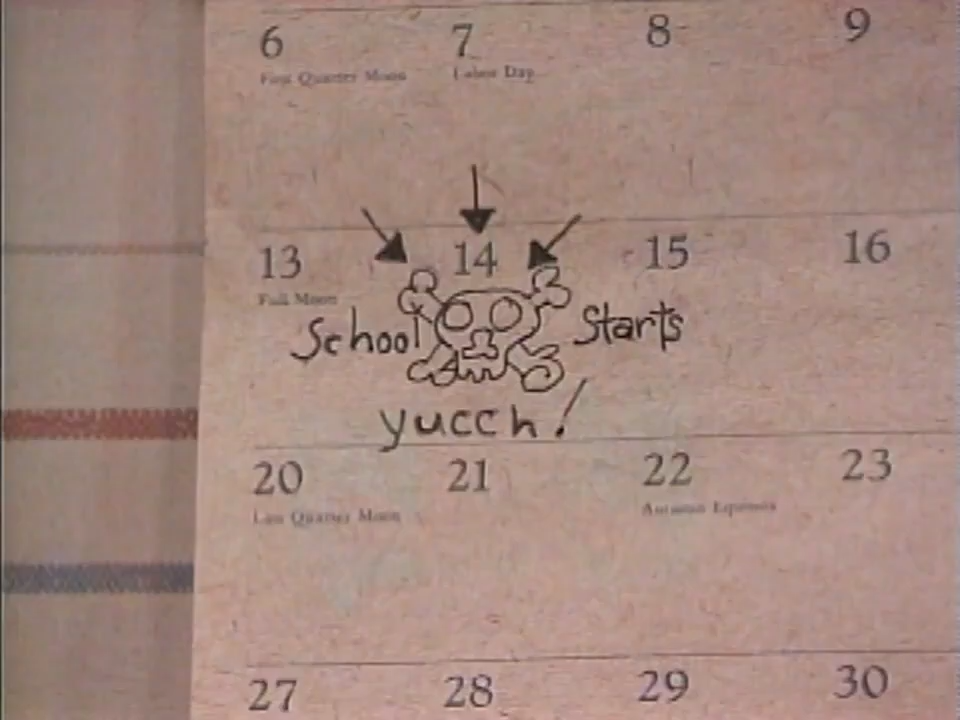 6 7 8 9
First Quarter Moon Labor Day
13 14 15 16
Full Moon
School Starts
yucch!
20 21 22 23
Last Quarter Moon Autumn Equinox
27 28 29 30